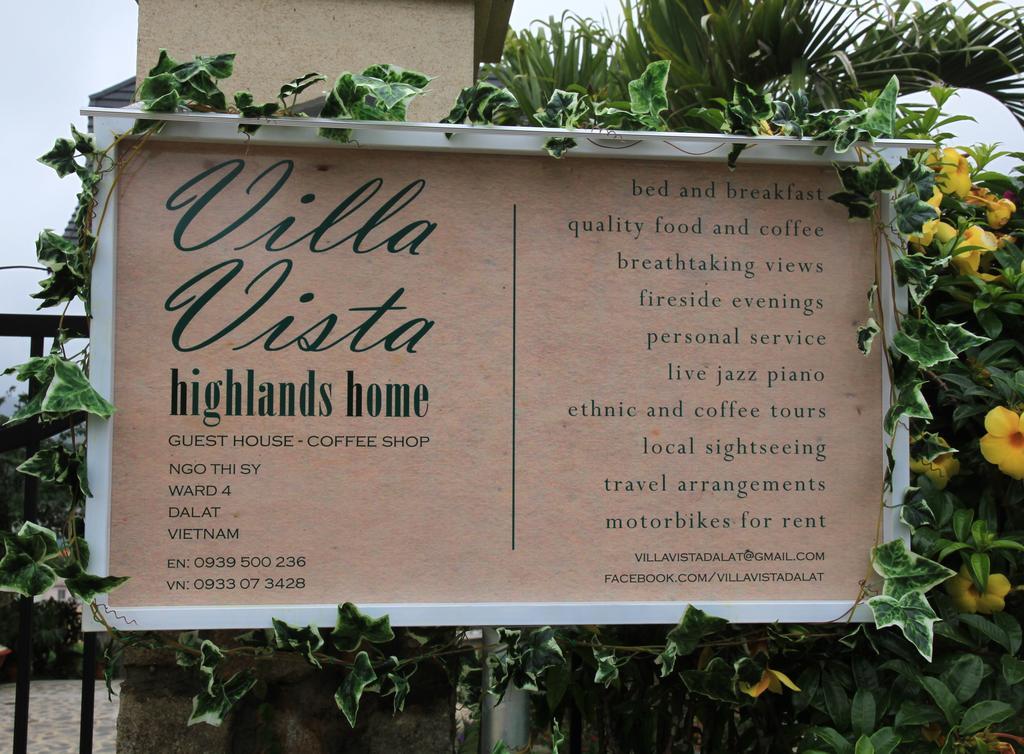 Villa
Vista
highlands home
GUEST HOUSE - COFFEE SHOP
NGO THI SY
WARD 4
DALAT
VIETNAM
EN: 0939 500 236
VN: 0933 07 3428
bed and breakfast
quality food and coffee
breathtaking views
fireside evenings
personal service
live jazz piano
ethnic and coffee tours
local sightseeing
travel arrangements
motorbikes for rent
VILLAVISTADALAT@GMAIL.COM
FACEBOOK.COM/VILLAVISTADALAT